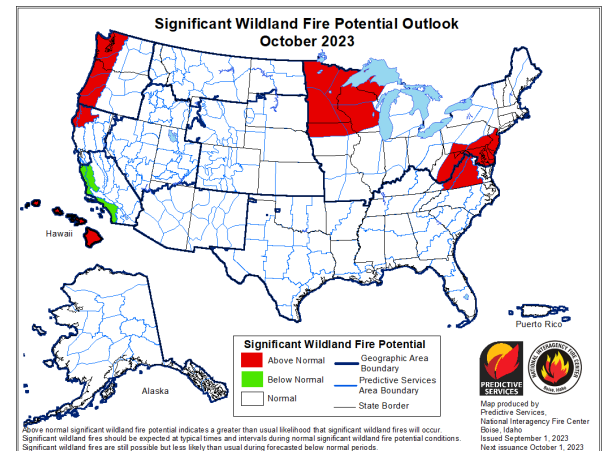 Significant Wildland Fire Potential Outlook
October 2023
Hawaii
Alaska
Puerto Rico
Significant Wildland Fire Potential
Above Normal
Below Normal
Normal
Geographic Area
Boundary
Predictive Services
Area Boundary
State Border
PREDICTIVE
SERVICES
NATIONAL INTERAGENCY FIRE CENTER
Boise, Idaho
Map produced by
Predictive Services,
National Interagency Fire Center
Boise, Idaho
Issued September 1, 2023
Next issuance October 1, 2023
Above normal significant wildland fire potential indicates a greater than usual likelihood that significant wildland fires will occur.
Significant wildland fires should be expected at typical times and intervals during normal significant wildland fire potential conditions.
Significant wildland fires are still possible but less likely than usual during forecasted below normal periods.